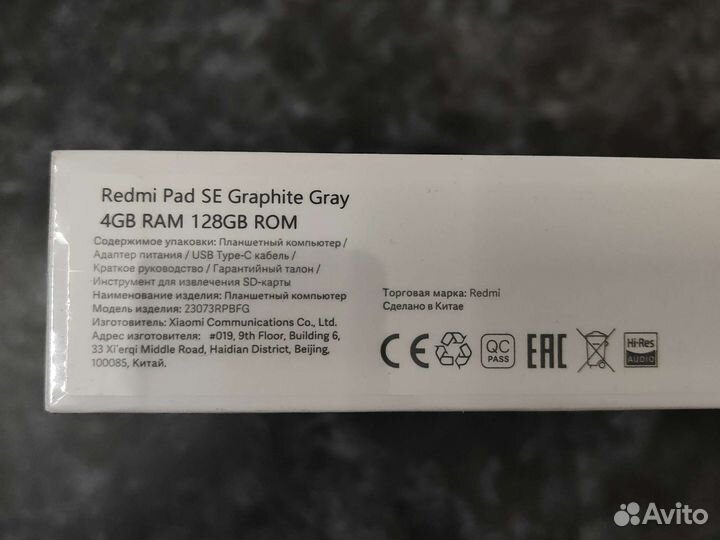 Redmi Pad SE Graphite Gray
4GB RAM 128GB ROM
Содержимое упаковки: Планшетный компьютер /
Адаптер питания / USB Type-C кабель /
Краткое руководство / Гарантийный талон /
Инструмент для извлечения SD-карты
Наименование изделия: Планшетный компьютер
Модель изделия: 23073RPBFG
Изготовитель: Xiaomi Communications Co., Ltd.
Адрес изготовителя: #019, 9th Floor, Building 6,
33 Xi'erqi Middle Road, Haidian District, Beijing,
100085, Китай.
Торговая марка: Redmi
Сделано в Китае
CE
QC
PASS
EAC
Hi-Res
AUDIO
Avito